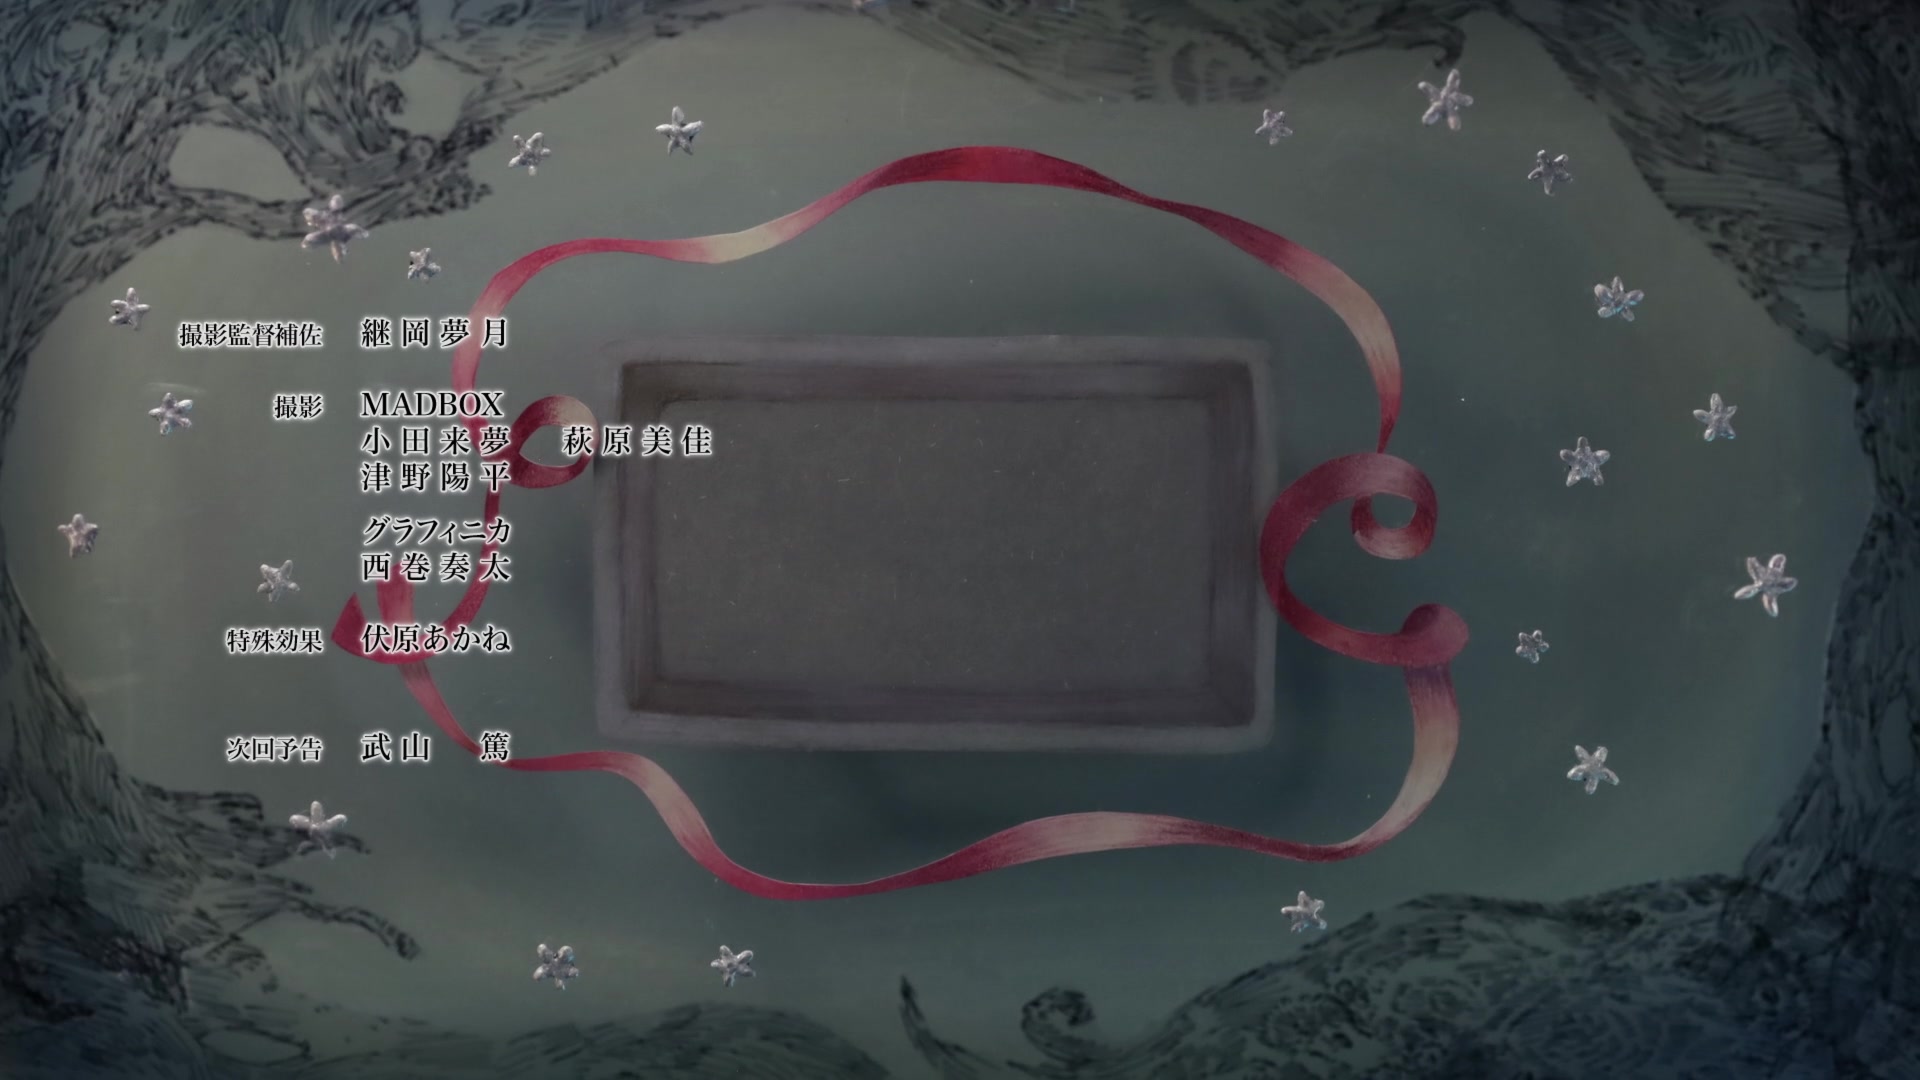 撮影監督補佐 継岡夢月
撮影 MADBOX
小田来夢 萩原美佳
津野陽平
グラフィニカ
西巻奏太
特殊効果 伏原あかね
次回予告 武山 篤